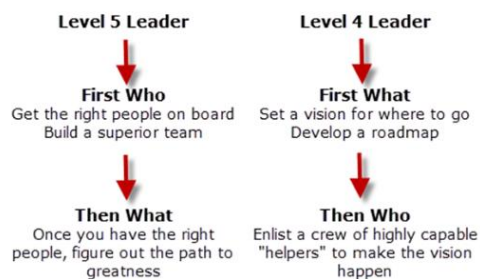 Level 5 Leader
First Who
Get the right people on board
Build a superior team
Then What
Once you have the right
people, figure out the path to
greatness
Level 4 Leader
First What
Set a vision for where to go
Develop a roadmap
Then Who
Enlist a crew of highly capable
"helpers" to make the vision
happen